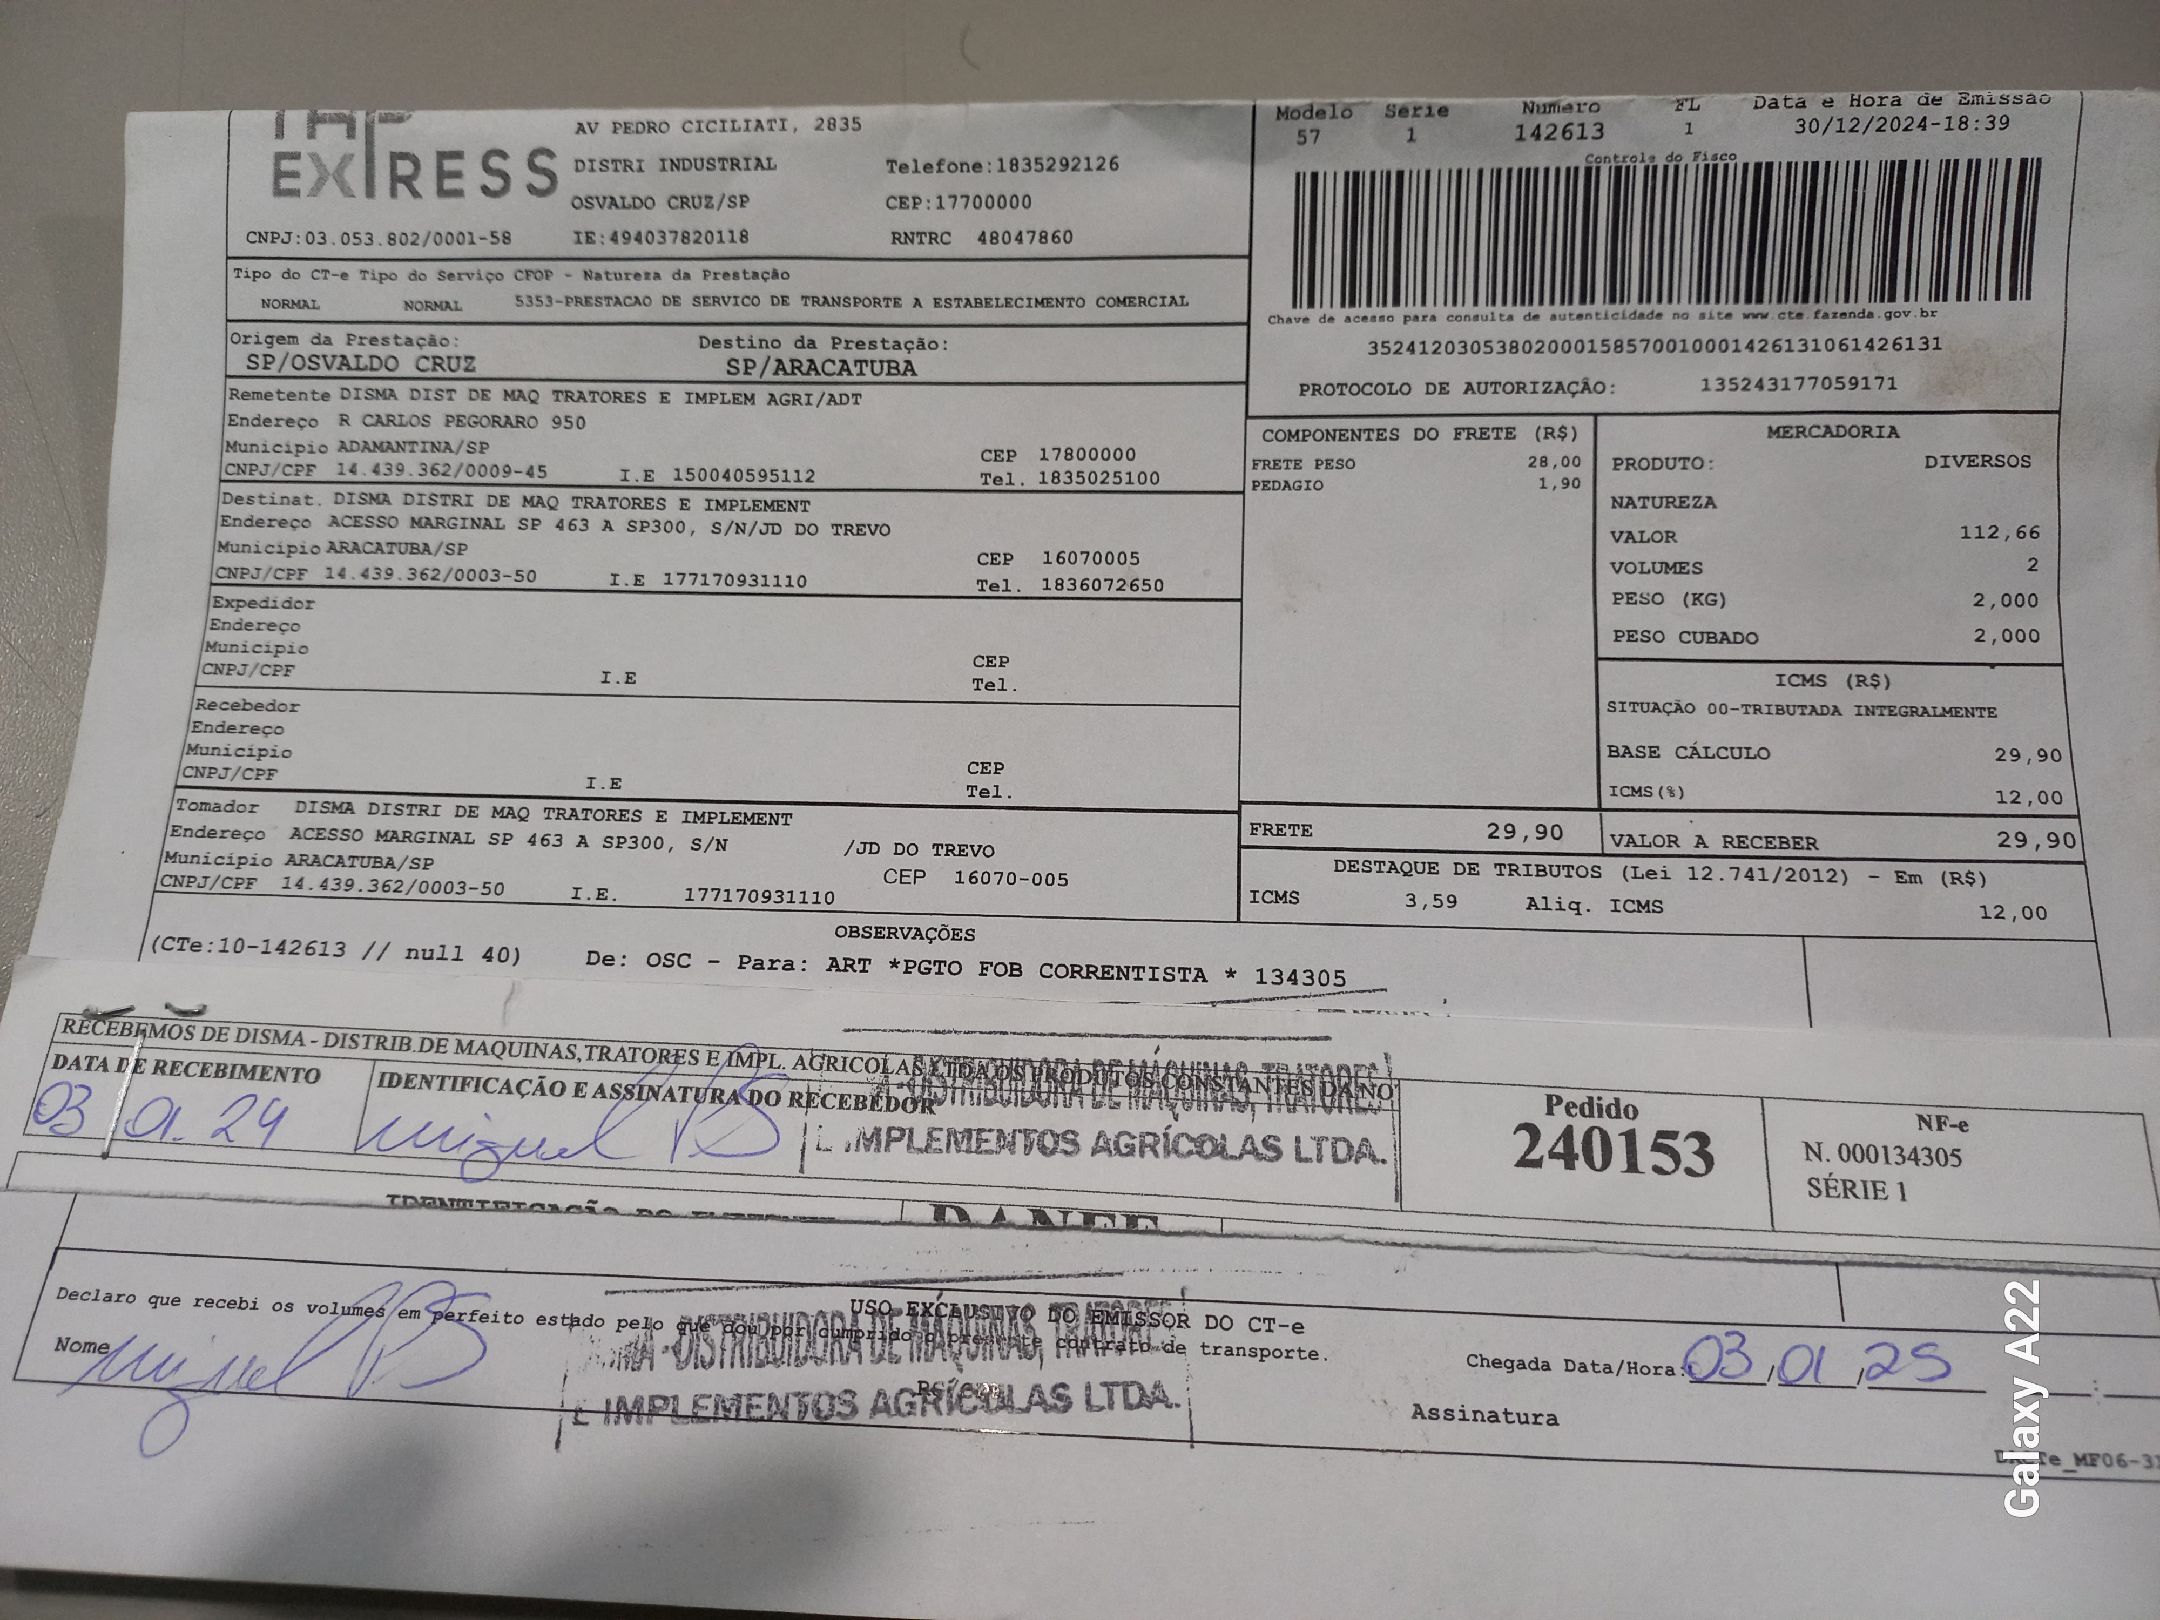 TAP
EXPRESS
AV PEDRO CICILIATI, 2835
DISTRI INDUSTRIAL Telefone:1835292126
OSVALDO CRUZ/SP CEP:17700000
CNPJ:03.053.802/0001-58 IE:494037820118 RNTRC 48047860
Modelo Serie Numero FL Data e Hora de Emissão
57 1 142613 1 30/12/2024-18:39
Controle do Fisco
Chave de acesso para consulta de autenticidade no site www.cte.fazenda.gov.br
35241203053802000158570010001426131061426131
PROTOCOLO DE AUTORIZAÇÃO: 135243177059171
Tipo do CT-e Tipo do Serviço CFOP - Natureza da Prestação
NORMAL NORMAL 5353-PRESTACAO DE SERVICO DE TRANSPORTE A ESTABELECIMENTO COMERCIAL
Origem da Prestação: Destino da Prestação:
SP/OSVALDO CRUZ SP/ARACATUBA
Remetente DISMA DIST DE MAQ TRATORES E IMPLEM AGRI/ADT
Endereço R CARLOS PEGORARO 950
Municipio ADAMANTINA/SP CEP 17800000
CNPJ/CPF 14.439.362/0009-45 I.E 150040595112 Tel. 1835025100
Destinat. DISMA DISTRI DE MAQ TRATORES E IMPLEMENT
Endereço ACESSO MARGINAL SP 463 A SP300, S/N/JD DO TREVO
Municipio ARACATUBA/SP CEP 16070005
CNPJ/CPF 14.439.362/0003-50 I.E 177170931110 Tel. 1836072650
Expedidor
Endereço
Municipio CEP
CNPJ/CPF I.E Tel.
Recebedor
Endereço
Municipio CEP
CNPJ/CPF I.E Tel.
Tomador DISMA DISTRI DE MAQ TRATORES E IMPLEMENT
Endereço ACESSO MARGINAL SP 463 A SP300, S/N /JD DO TREVO
Municipio ARACATUBA/SP CEP 16070-005
CNPJ/CPF 14.439.362/0003-50 I.E. 177170931110
COMPONENTES DO FRETE (R$)
FRETE PESO 28,00
PEDAGIO 1,90
MERCADORIA
PRODUTO: DIVERSOS
NATUREZA
VALOR 112,66
VOLUMES 2
PESO (KG) 2,000
PESO CUBADO 2,000
ICMS (R$)
SITUAÇÃO 00-TRIBUTADA INTEGRALMENTE
BASE CÁLCULO 29,90
ICMS(%) 12,00
FRETE 29,90 VALOR A RECEBER 29,90
DESTAQUE DE TRIBUTOS (Lei 12.741/2012) - Em (R$)
ICMS 3,59 Aliq. ICMS 12,00
OBSERVAÇÕES
(CTe:10-142613 // null 40) De: OSC - Para: ART *PGTO FOB CORRENTISTA * 134305
RECEBEMOS DE DISMA - DISTRIB.DE MAQUINAS,TRATORES E IMPL. AGRICOLAS LTDA OS PRODUTOS CONSTANTES DA NO
DATA DE RECEBIMENTO IDENTIFICAÇÃO E ASSINATURA DO RECEBEDOR
03 01.24 Miguel
DISTRIBUIDORA DE MÁQUINAS, TRATORES
E IMPLEMENTOS AGRÍCOLAS LTDA.
Pedido
240153
NF-e
N. 000134305
SÉRIE 1
IDENTIFICAÇÃO DO EMITENTE DANFE
USO EXCLUSIVO DO EMISSOR DO CT-e
Declaro que recebi os volumes em perfeito estado pelo que dou por cumprido o presente contrato de transporte.
Nome Miguel
DISMA - DISTRIBUIDORA DE MÁQUINAS, TRATORES
E IMPLEMENTOS AGRÍCOLAS LTDA.
Chegada Data/Hora: 03/01/25 :
Assinatura
Galaxy A22